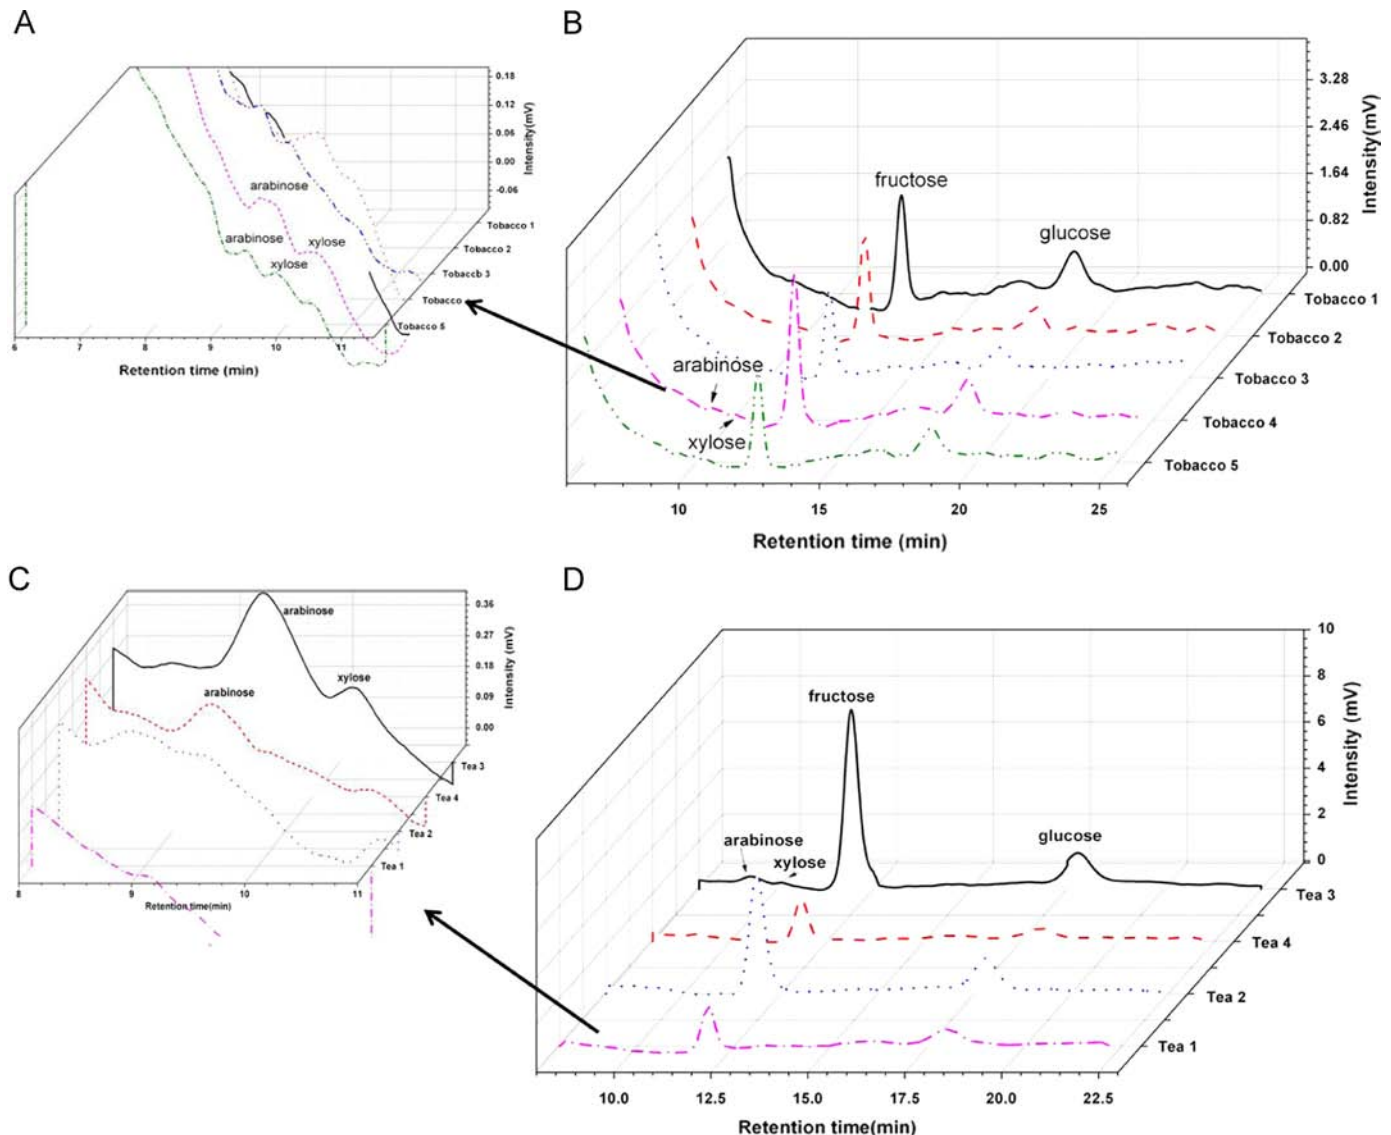 A
0.18
0.12
0.06
0.00
-0.06
Intensity(mV)
arabinose
arabinose
xylose
xylose
Tobacco 1
Tobacco 2
Tobaccb 3
Tobacco
Tobacco 5
6
7
8
9
10
11
Retention time (min)
B
3.28
2.46
1.64
0.82
0.00
Intensity(mV)
fructose
glucose
arabinose
xylose
Tobacco 1
Tobacco 2
Tobacco 3
Tobacco 4
Tobacco 5
10
15
20
25
Retention time (min)
C
0.36
0.27
0.18
0.09
0.00
Intensity (mV)
arabinose
xylose
arabinose
Tea 3
Tea 4
Tea 2
Tea 1
8
9
10
11
Retention time(min)
D
10
8
6
4
2
0
Intensity (mV)
fructose
glucose
arabinose
xylose
Tea 3
Tea 4
Tea 2
Tea 1
10.0
12.5
15.0
17.5
20.0
22.5
Retention time(min)